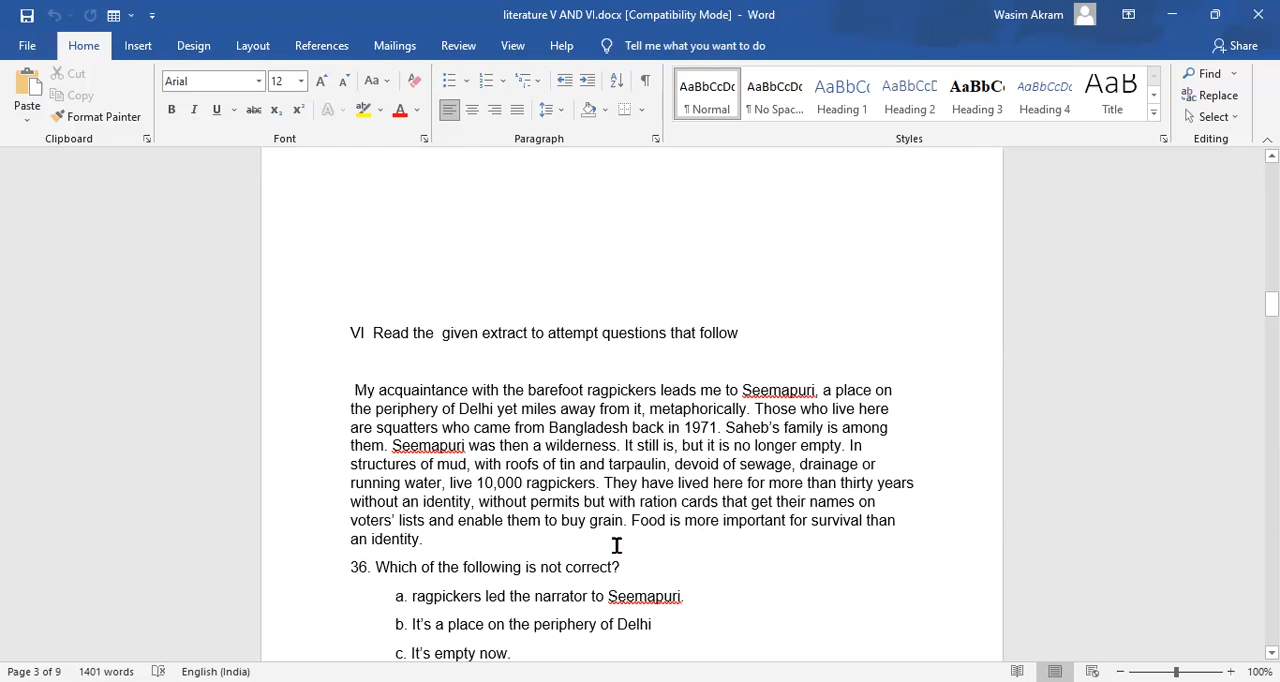 literature V AND VI.docx [Compatibility Mode] - Word
Wasim Akram
File Home Insert Design Layout References Mailings Review View Help Tell me what you want to do Share
Paste
Cut
Copy
Format Painter
Clipboard
Arial 12
Font
Paragraph
AaBbCcDc AaBbCcDc AaBbC( AaBbCcD AaBbC( AaBbCcDc AaB
¶ Normal ¶ No Spac... Heading 1 Heading 2 Heading 3 Heading 4 Title
Styles
Find
Replace
Select
Editing
VI Read the given extract to attempt questions that follow
My acquaintance with the barefoot ragpickers leads me to Seemapuri, a place on
the periphery of Delhi yet miles away from it, metaphorically. Those who live here
are squatters who came from Bangladesh back in 1971. Saheb's family is among
them. Seemapuri was then a wilderness. It still is, but it is no longer empty. In
structures of mud, with roofs of tin and tarpaulin, devoid of sewage, drainage or
running water, live 10,000 ragpickers. They have lived here for more than thirty years
without an identity, without permits but with ration cards that get their names on
voters' lists and enable them to buy grain. Food is more important for survival than
an identity.
36. Which of the following is not correct?
a. ragpickers led the narrator to Seemapuri.
b. It's a place on the periphery of Delhi
c. It's empty now.
Page 3 of 9 1401 words English (India) 100%